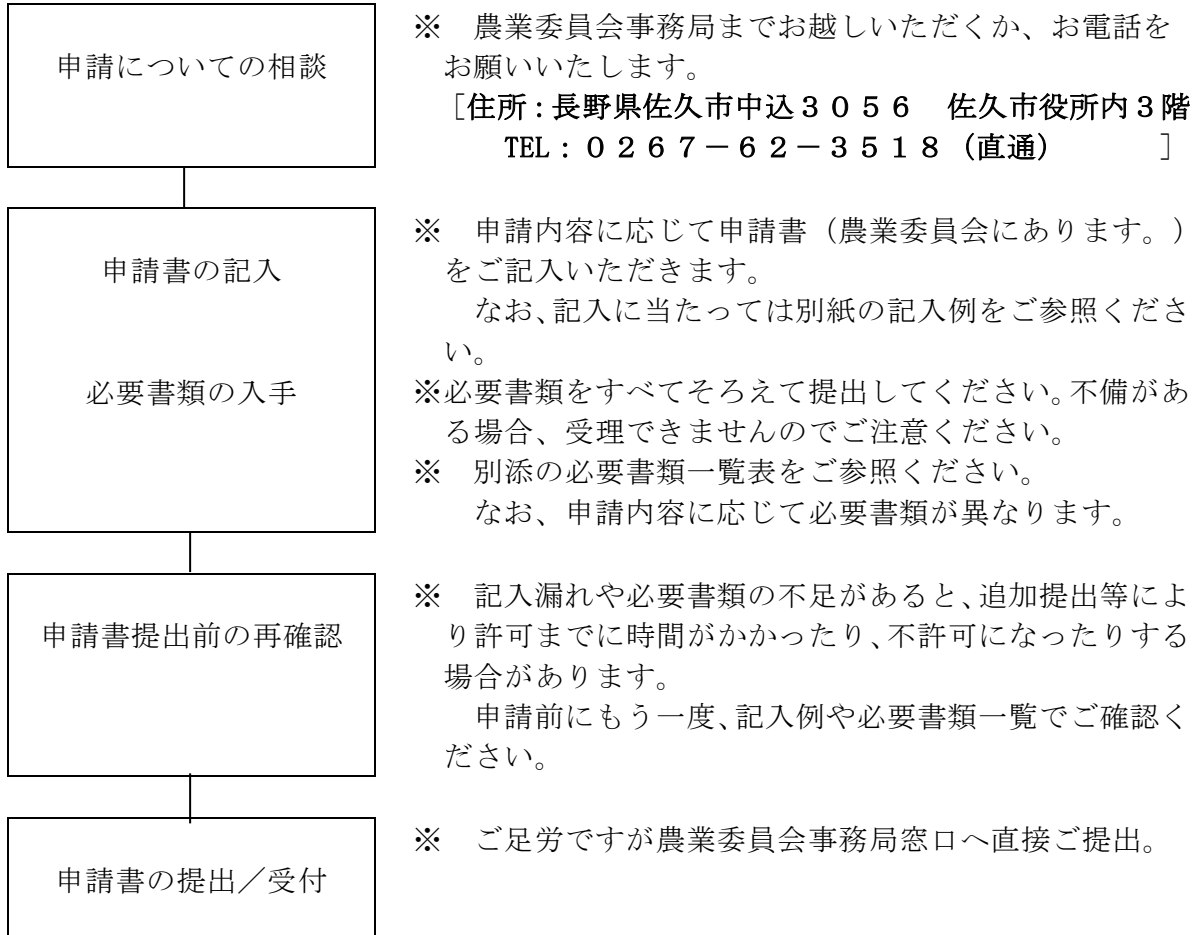 申請についての相談
※　農業委員会事務局までお越しいただくか、お電話を
お願いいたします。
［住所：長野県佐久市中込３０５６　佐久市役所内３階
TEL：０２６７－６２－３５１８（直通）　　　］
申請書の記入
必要書類の入手
※　申請内容に応じて申請書（農業委員会にあります。）
をご記入いただきます。
なお、記入に当たっては別紙の記入例をご参照くださ
い。
※必要書類をすべてそろえて提出してください。不備があ
る場合、受理できませんのでご注意ください。
※　別添の必要書類一覧表をご参照ください。
なお、申請内容に応じて必要書類が異なります。
申請書提出前の再確認
※　記入漏れや必要書類の不足があると、追加提出等によ
り許可までに時間がかかったり、不許可になったりする
場合があります。
申請前にもう一度、記入例や必要書類一覧でご確認く
ださい。
申請書の提出／受付
※　ご足労ですが農業委員会事務局窓口へ直接ご提出。